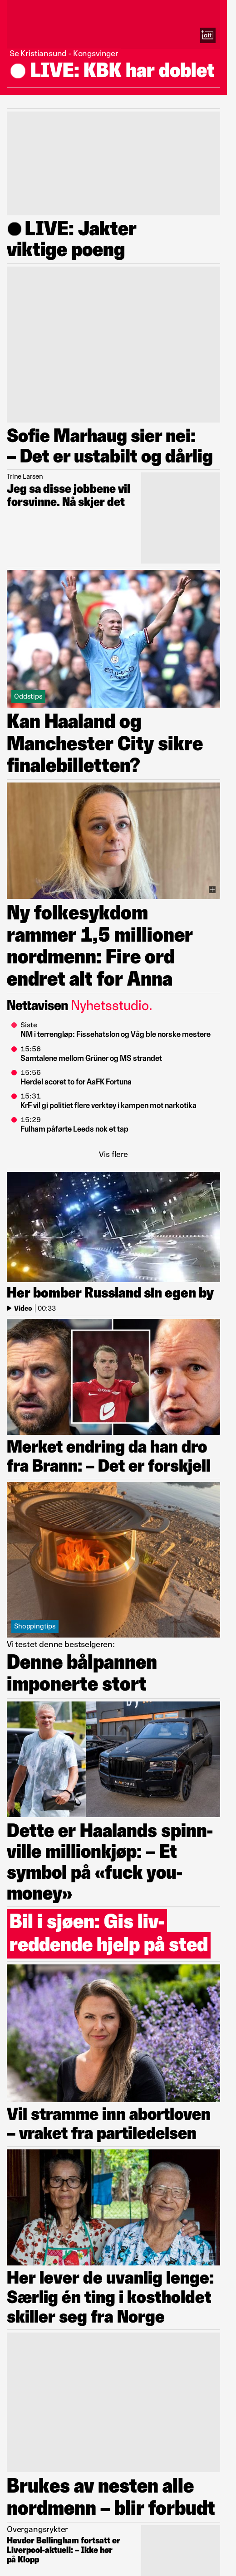 +alt
Se Kristiansund - Kongsvinger
● LIVE: KBK har doblet
● LIVE: Jakter
viktige poeng
Sofie Marhaug sier nei:
– Det er ustabilt og dårlig
Trine Larsen
Jeg sa disse jobbene vil
forsvinne. Nå skjer det
Oddstips
Kan Haaland og
Manchester City sikre
finalebilletten?
Ny folkesykdom
rammer 1,5 millioner
nordmenn: Fire ord
endret alt for Anna
Nettavisen Nyhetsstudio.
Siste
NM i terrengløp: Fissehatslon og Våg ble norske mestere
15:56
Samtalene mellom Grüner og MS strandet
15:56
Herdel scoret to for AaFK Fortuna
15:31
KrF vil gi politiet flere verktøy i kampen mot narkotika
15:29
Fulham påførte Leeds nok et tap
Vis flere
Her bomber Russland sin egen by
Video | 00:33
Merket endring da han dro
fra Brann: – Det er forskjell
Shoppingtips
Vi testet denne bestselgeren:
Denne bålpannen
imponerte stort
Dette er Haalands spinn-
ville millionkjøp: – Et
symbol på «fuck you-
money»
Bil i sjøen: Gis liv-
reddende hjelp på sted
Vil stramme inn abortloven
– vraket fra partiledelsen
Her lever de uvanlig lenge:
Særlig én ting i kostholdet
skiller seg fra Norge
Brukes av nesten alle
nordmenn – blir forbudt
Overgangsrykter
Hevder Bellingham fortsatt er
Liverpool-aktuell: – Ikke hør
på Klopp